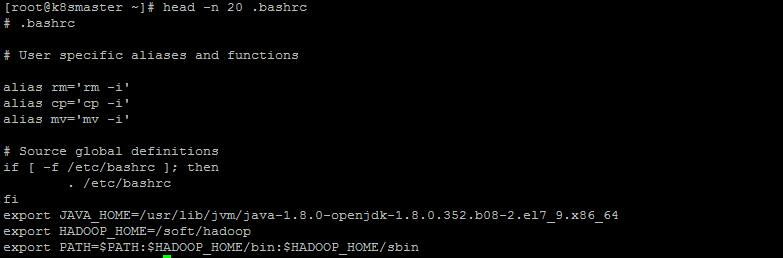 [root@k8smaster ~]# head -n 20 .bashrc
# .bashrc

# User specific aliases and functions

alias rm='rm -i'
alias cp='cp -i'
alias mv='mv -i'

# Source global definitions
if [ -f /etc/bashrc ]; then
        . /etc/bashrc
fi
export JAVA_HOME=/usr/lib/jvm/java-1.8.0-openjdk-1.8.0.352.b08-2.el7_9.x86_64
export HADOOP_HOME=/soft/hadoop
export PATH=$PATH:$HADOOP_HOME/bin:$HADOOP_HOME/sbin